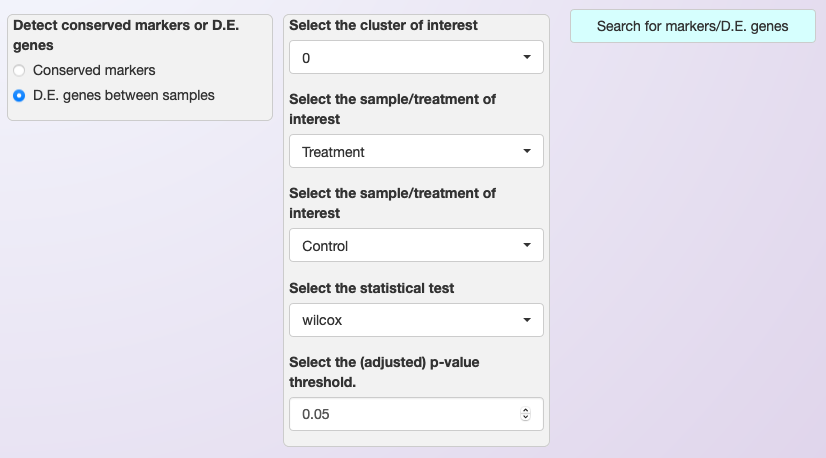 Detect conserved markers or D.E.
genes
Conserved markers
D.E. genes between samples
Select the cluster of interest
0
Select the sample/treatment of
interest
Treatment
Select the sample/treatment of
interest
Control
Select the statistical test
wilcox
Select the (adjusted) p-value
threshold.
0.05
Search for markers/D.E. genes